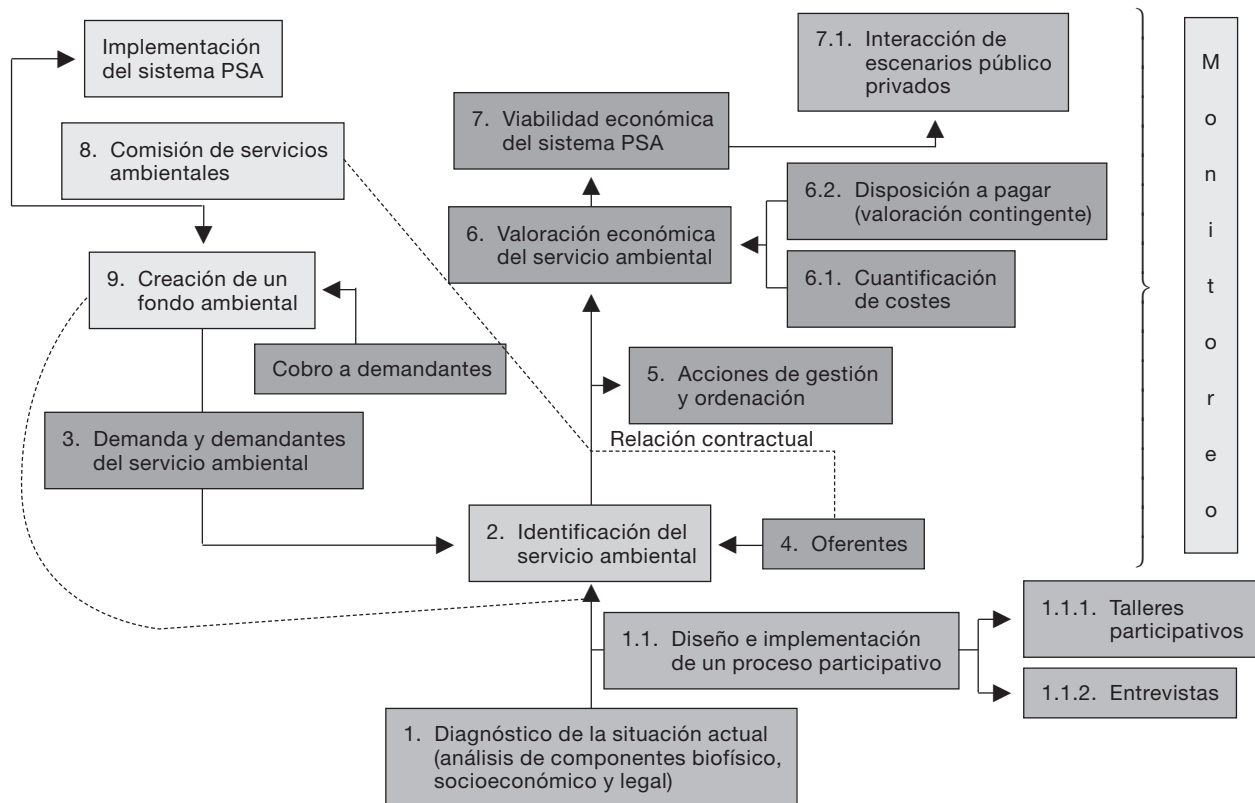 Implementación
del sistema PSA
8. Comisión de servicios
ambientales
9. Creación de un
fondo ambiental
Cobro a demandantes
3. Demanda y demandantes
del servicio ambiental
7.1. Interacción de
escenarios público
privados
7. Viabilidad económica
del sistema PSA
6.2. Disposición a pagar
(valoración contingente)
6. Valoración económica
del servicio ambiental
6.1. Cuantificación
de costes
5. Acciones de gestión
y ordenación
Relación contractual
2. Identificación del
servicio ambiental
4. Oferentes
1.1. Diseño e implementación
de un proceso participativo
1.1.1. Talleres
participativos
1.1.2. Entrevistas
1. Diagnóstico de la situación actual
(análisis de componentes biofísico,
socioeconómico y legal)
Monitoreo